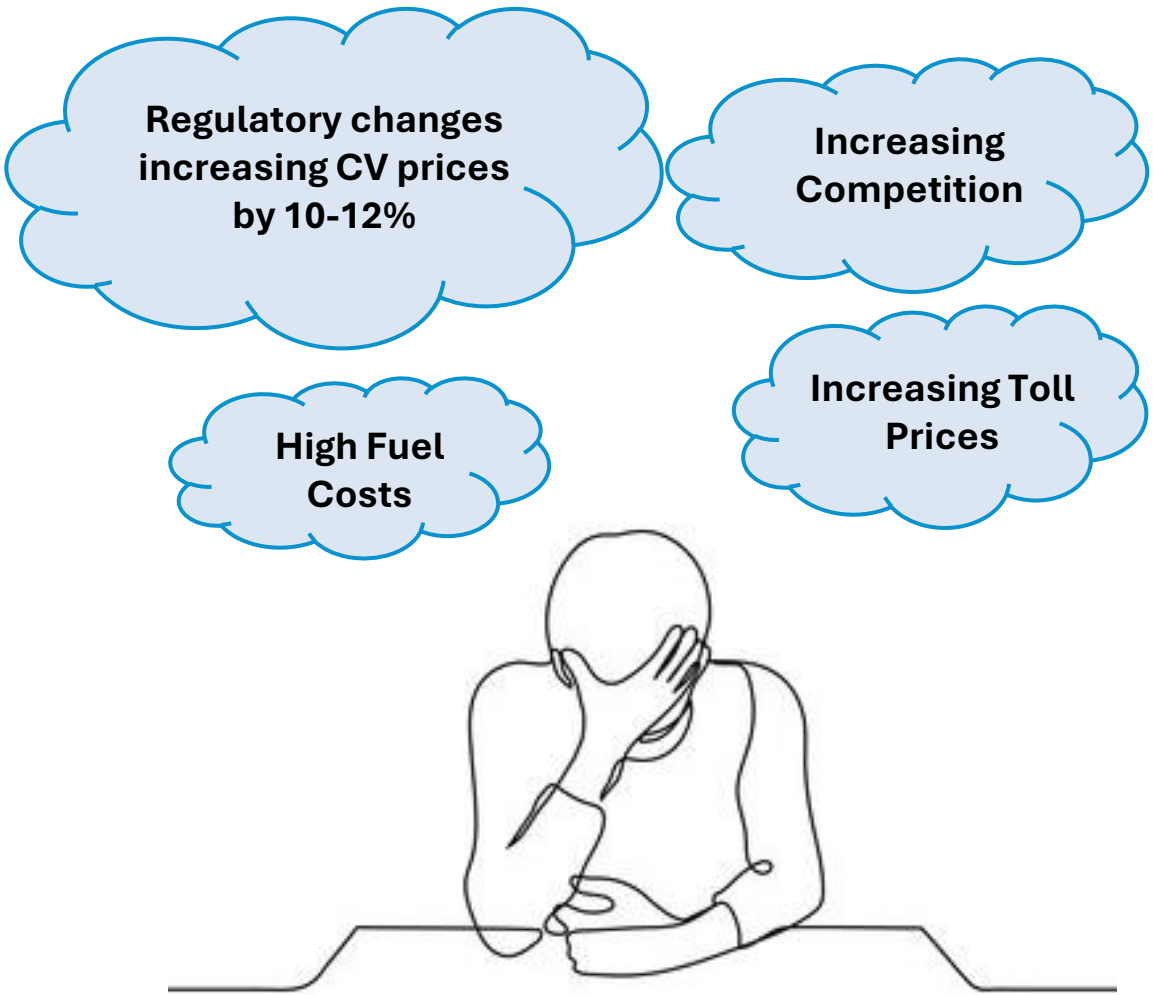 Regulatory changes
increasing CV prices
by 10-12%
Increasing
Competition
High Fuel
Costs
Increasing Toll
Prices